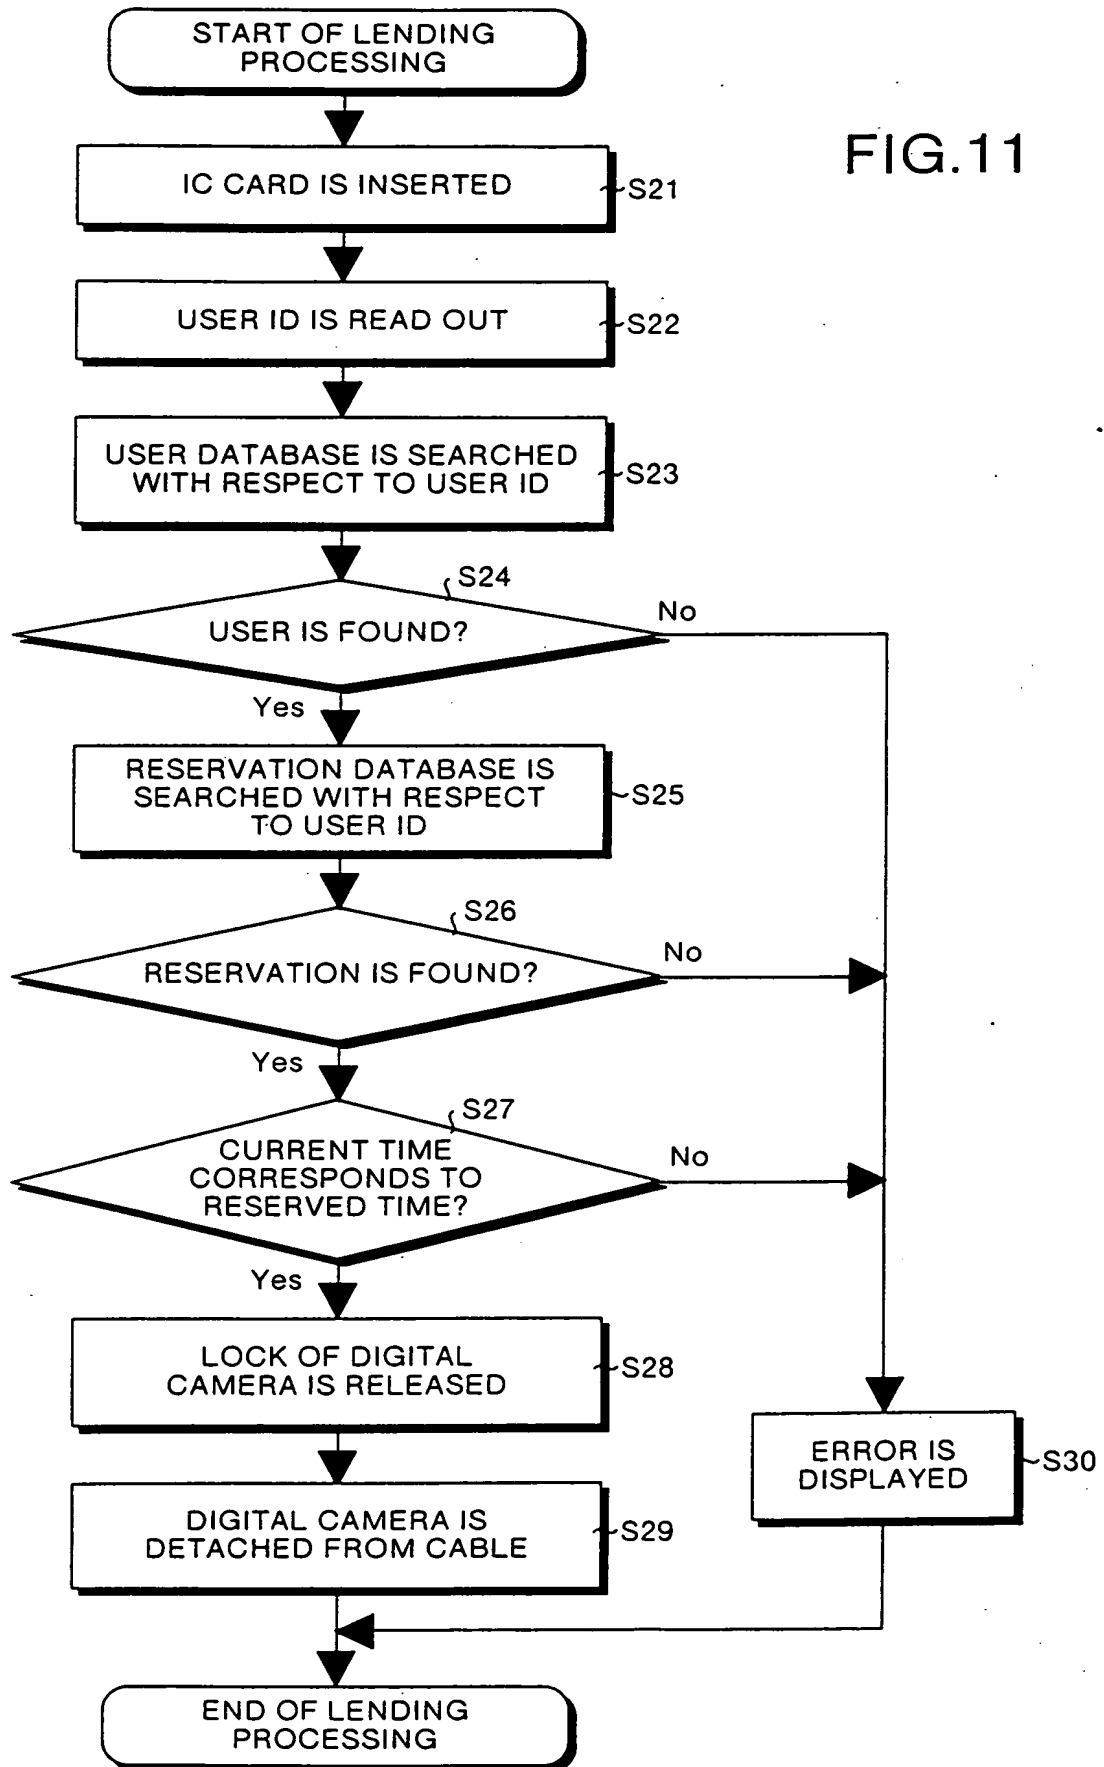 START OF LENDING
PROCESSING
FIG.11
IC CARD IS INSERTED
S21
USER ID IS READ OUT
S22
USER DATABASE IS SEARCHED
WITH RESPECT TO USER ID
S23
S24
USER IS FOUND?
No
Yes
RESERVATION DATABASE IS
SEARCHED WITH RESPECT
TO USER ID
S25
S26
RESERVATION IS FOUND?
No
Yes
S27
CURRENT TIME
CORRESPONDS TO
RESERVED TIME?
No
Yes
LOCK OF DIGITAL
CAMERA IS RELEASED
S28
ERROR IS
DISPLAYED
S30
DIGITAL CAMERA IS
DETACHED FROM CABLE
S29
END OF LENDING
PROCESSING